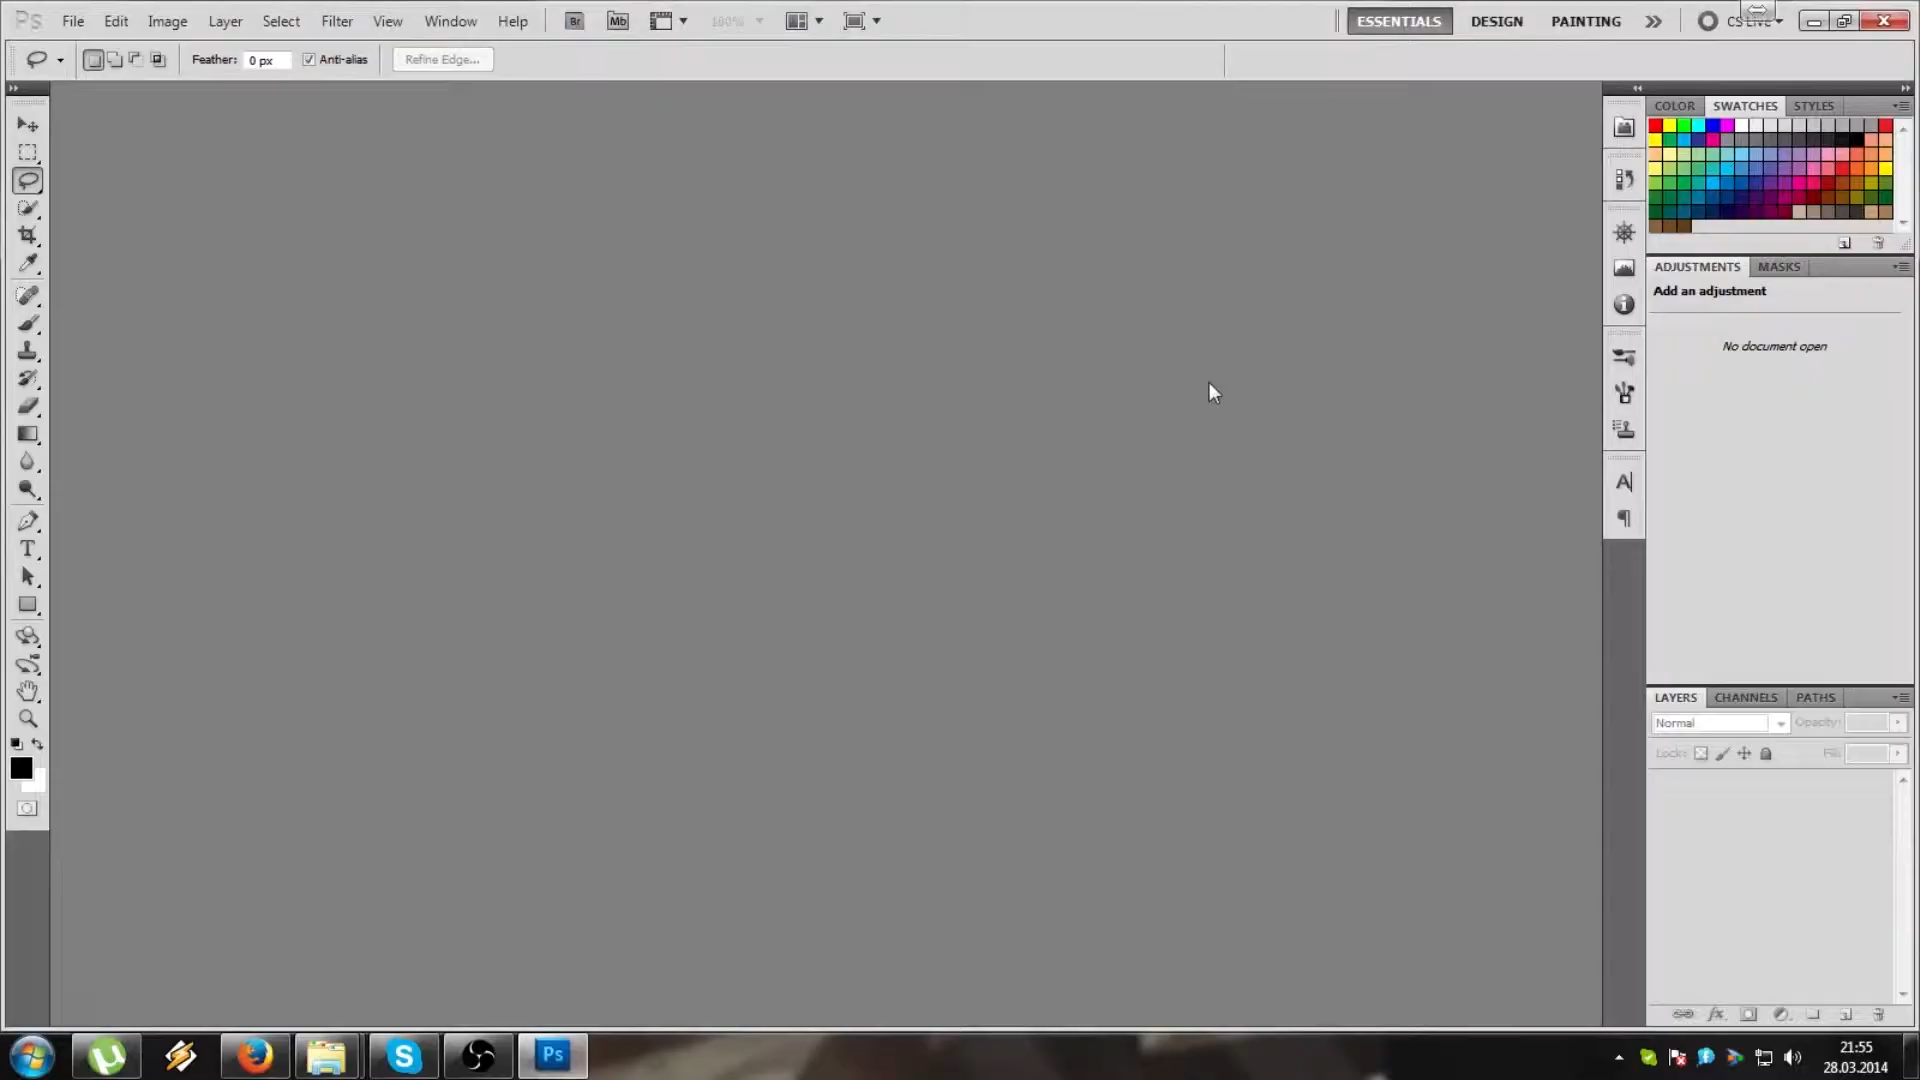 Ps File Edit Image Layer Select Filter View Window Help Br Mb 100% ESSENTIALS DESIGN PAINTING CS Live
Feather: 0 px Anti-alias Refine Edge...
COLOR SWATCHES STYLES
ADJUSTMENTS MASKS
Add an adjustment
No document open
LAYERS CHANNELS PATHS
Normal Opacity:
Lock: Fill:
Ps
21:55
28.03.2014